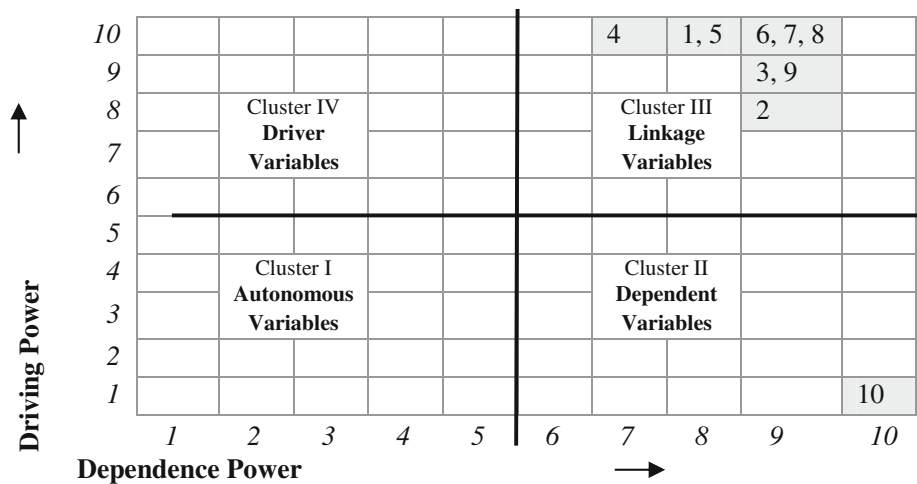 10 4 1, 5 6, 7, 8
9 3, 9
8 Cluster IV Cluster III 2
Driver Linkage
7 Variables Variables
6
5
4 Cluster I Cluster II
Autonomous Dependent
3 Variables Variables
2
1 10
1 2 3 4 5 6 7 8 9 10
Driving Power
Dependence Power